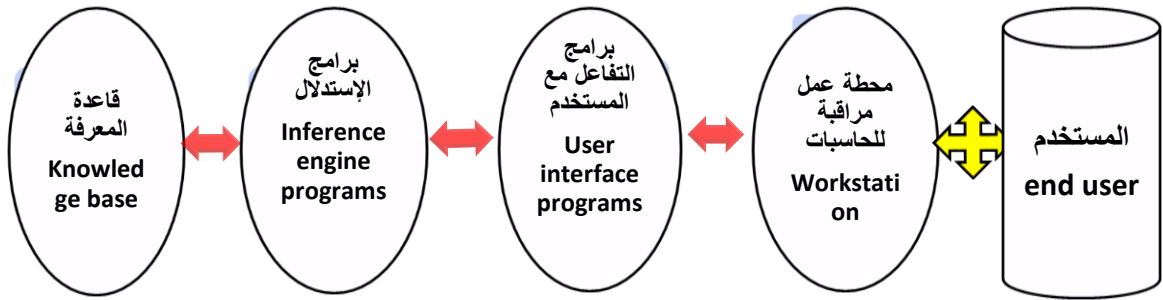 قاعدة
المعرفة
Knowled
ge base
برامج
الإستدلال
Inference
engine
programs
برامج
التفاعل مع
المستخدم
User
interface
programs
محطة عمل
مراقبة
للحاسبات
Workstati
on
المستخدم
end user